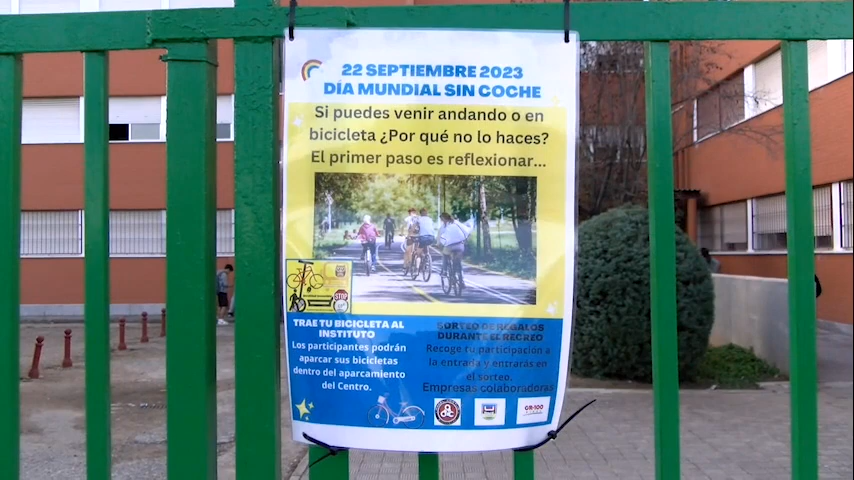 22 SEPTIEMBRE 2023
DÍA MUNDIAL SIN COCHE
Si puedes venir andando o en
bicicleta ¿Por qué no lo haces?
El primer paso es reflexionar...
STOP
TRAE TU BICICLETA AL
INSTITUTO
Los participantes podrán
aparcar sus bicicletas
dentro del aparcamiento
del Centro.
SORTEO DE REGALOS
DURANTE EL RECREO
Recoge tu participación a
la entrada y entrarás en
el sorteo.
Empresas colaboradoras
GR-100